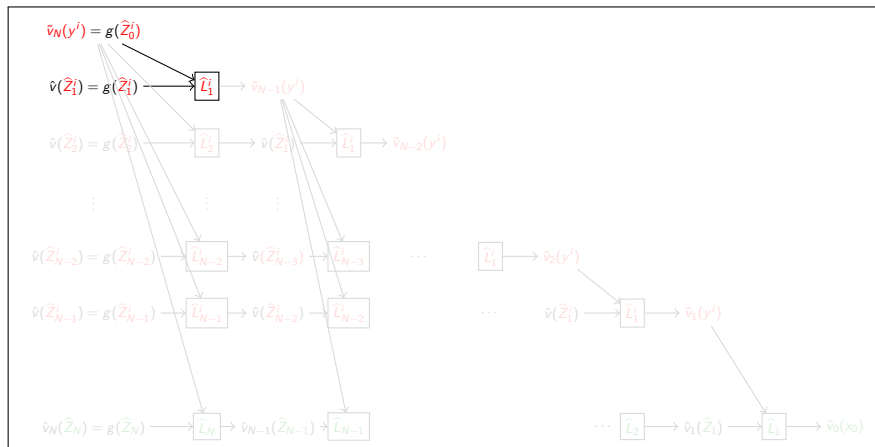 ṽ_N(y^i) = g(Ẑ_0^i)
v̂(Ẑ_1^i) = g(Ẑ_1^i) L̂_1^i ṽ_{N−1}(y^i)
v̂(Ẑ_2^i) = g(Ẑ_2^i) L̂_2^i v̂(Ẑ_1^i) L̂_1^i ṽ_{N−2}(y^i)
⋮ ⋮ ⋮
v̂(Ẑ_{N−2}^i) = g(Ẑ_{N−2}^i) L̂_{N−2}^i v̂(Ẑ_{N−3}^i) L̂_{N−3}^i ⋯ L̂_1^i ṽ_2(y^i)
v̂(Ẑ_{N−1}^i) = g(Ẑ_{N−1}^i) L̂_{N−1}^i v̂(Ẑ_{N−2}^i) L̂_{N−2}^i ⋯ v̂(Ẑ_1^i) L̂_1^i ṽ_1(y^i)
v̂_N(Ẑ_N) = g(Ẑ_N) L̂_N v̂_{N−1}(Ẑ_{N−1}) L̂_{N−1} ⋯ L̂_2 v̂_1(Ẑ_1) L̂_1 v̂_0(x_0)